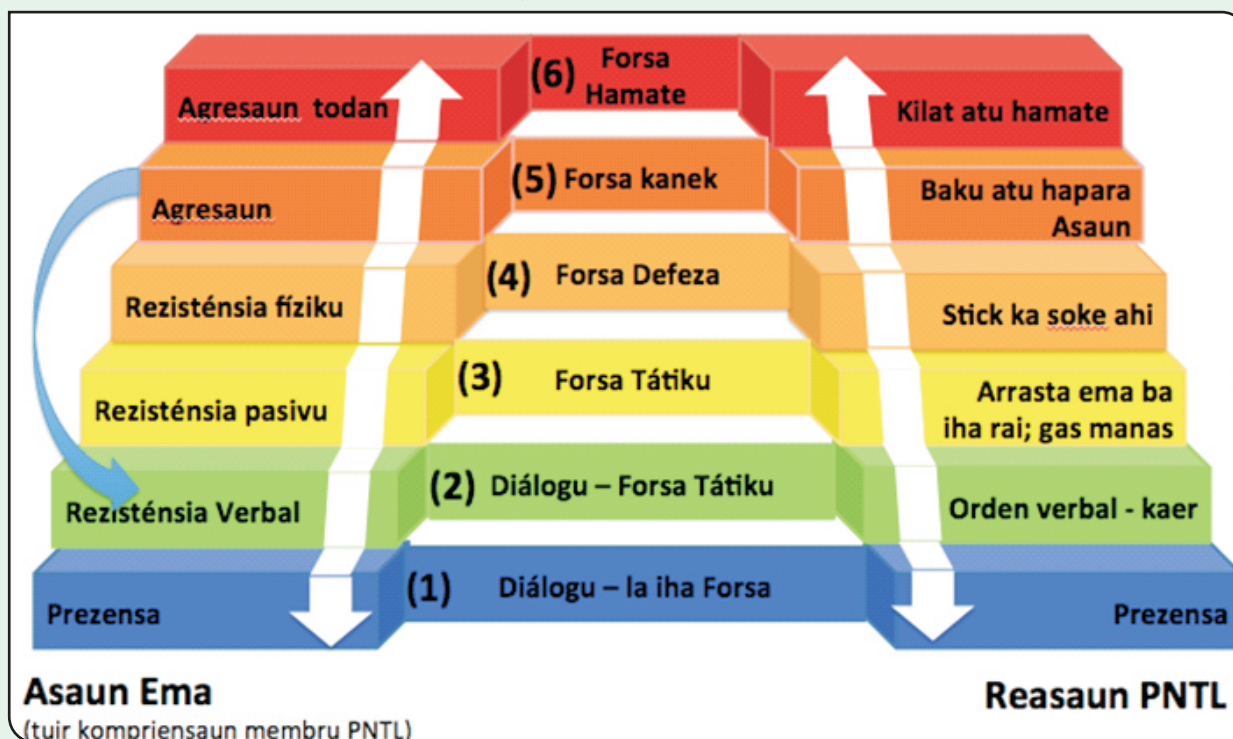 Agresaun todan
(6) Forsa
Hamate
Kilat atu hamate
Agresaun
(5) Forsa kanek
Baku atu hapara
Asaun
Rezisténsia fíziku
(4) Forsa Defeza
Stick ka soke ahi
Rezisténsia pasivu
(3) Forsa Tátiku
Arrasta ema ba
iha rai; gas manas
Rezisténsia Verbal
(2) Diálogu – Forsa Tátiku
Orden verbal - kaer
Prezensa
(1) Diálogu – la iha Forsa
Prezensa
Asaun Ema
(tuir kompriensaun membru PNTL)
Reasaun PNTL